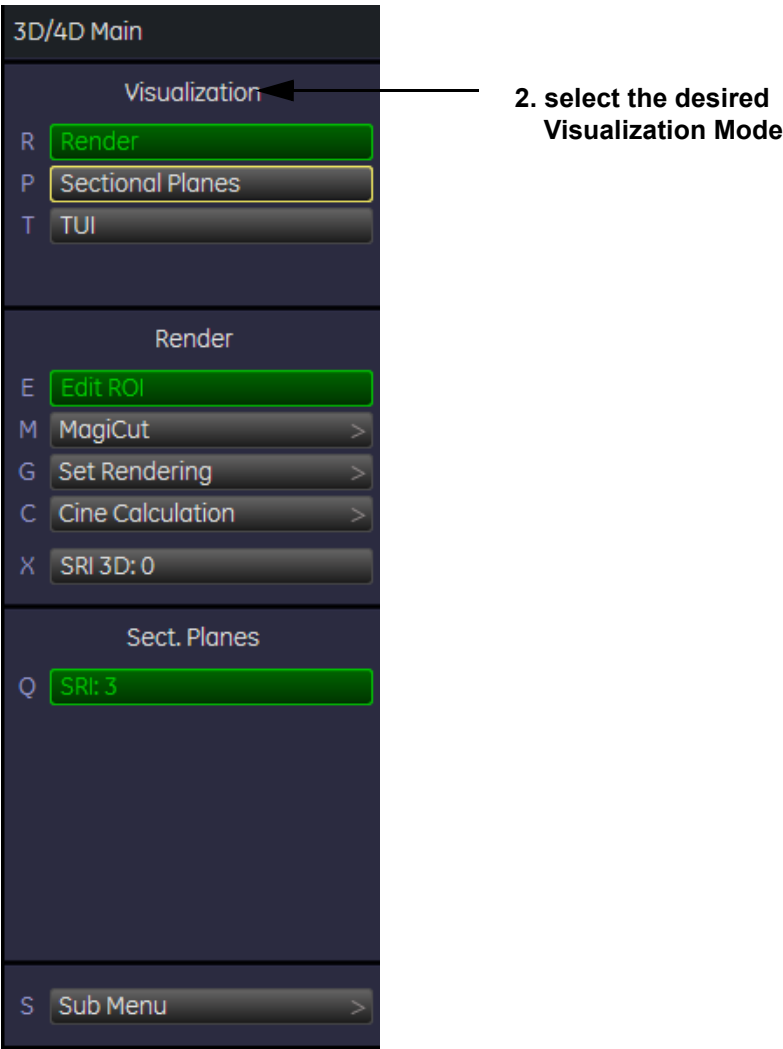 3D/4D Main
Visualization
2. select the desired
Visualization Mode
R Render
P Sectional Planes
T TUI
Render
E Edit ROI
M MagiCut >
G Set Rendering >
C Cine Calculation >
X SRI 3D: 0
Sect. Planes
Q SRI: 3
S Sub Menu >